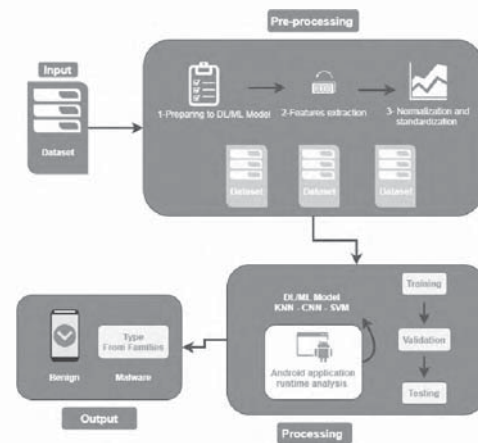 Pre-processing
Input
Dataset
1-Preparing to DL/ML Model
2-Features extraction
3- Normalization and
standardization
Dataset
Dataset
Dataset
DL/ML Model
KNN - CNN - SVM
Android application
runtime analysis
Training
Validation
Testing
Processing
Type
From Families
Benign
Malware
Output